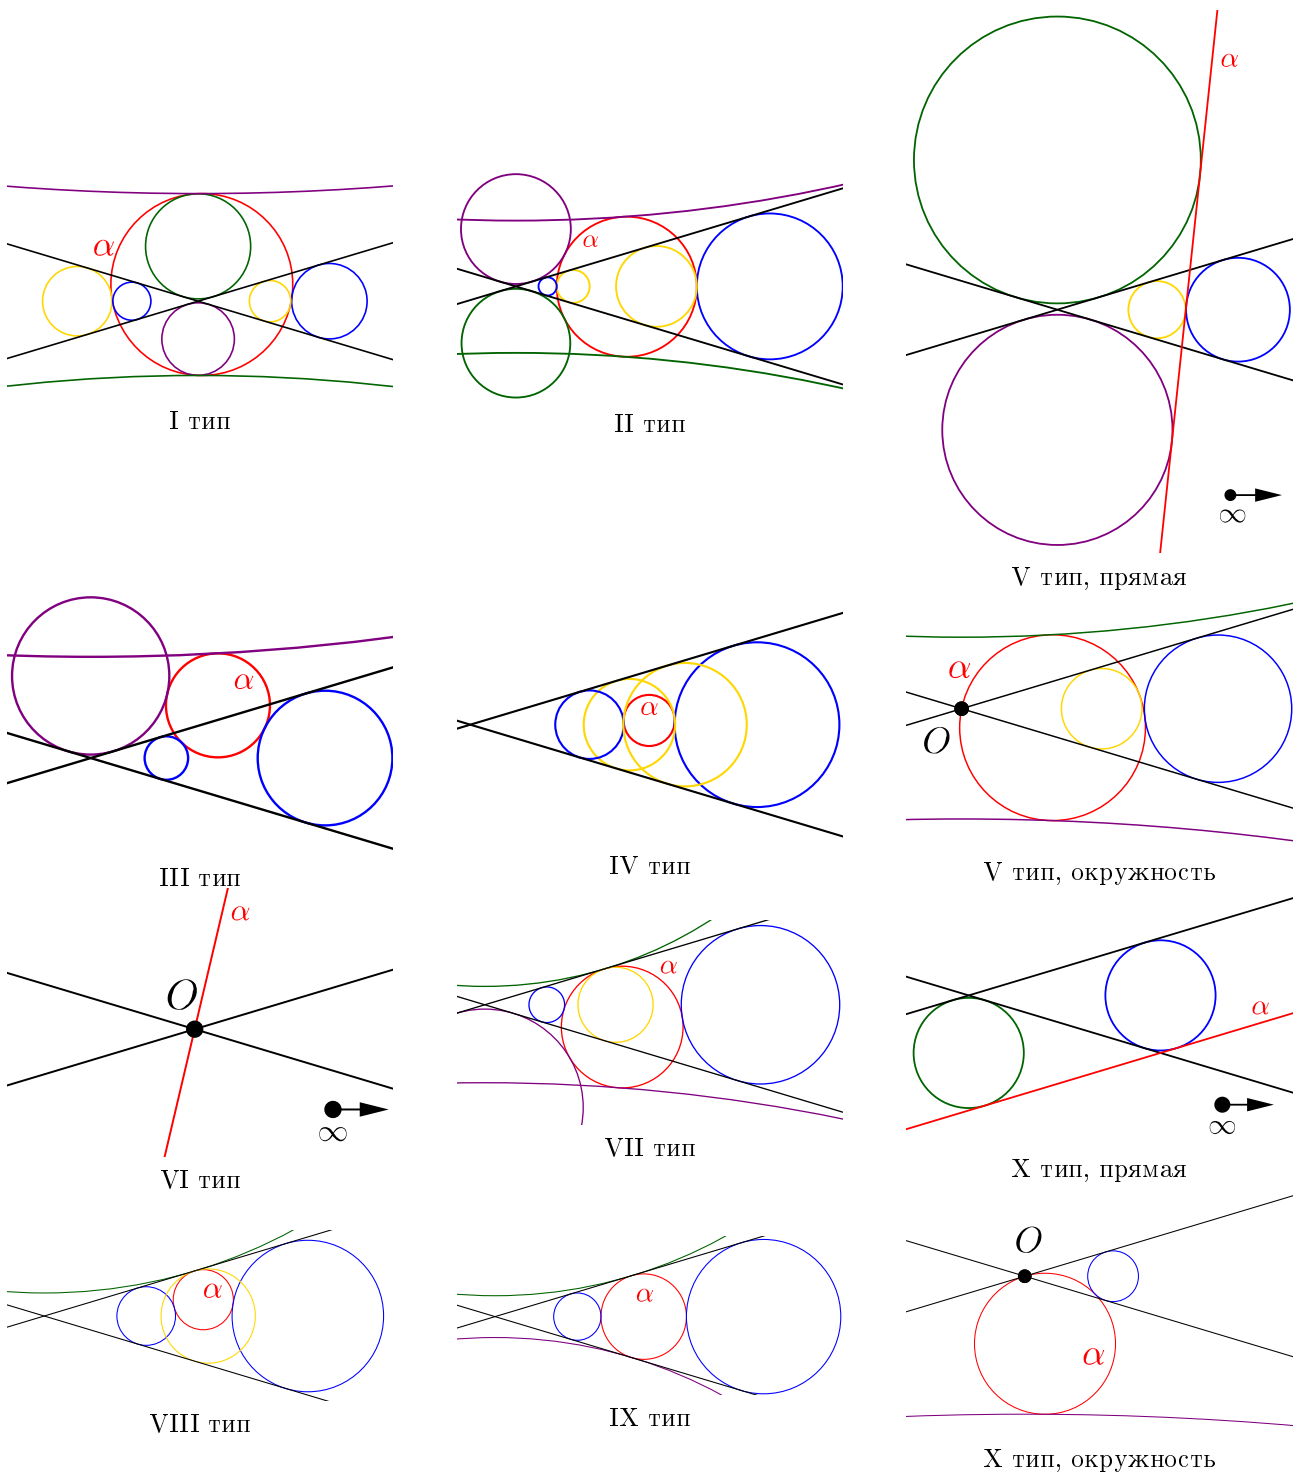 α
α
α
I тип
II тип
∞
V тип, прямая
α
α
α
O
III тип
IV тип
V тип, окружность
α
O
α
∞
α
∞
VI тип
VII тип
X тип, прямая
O
α
α
α
VIII тип
IX тип
X тип, окружность